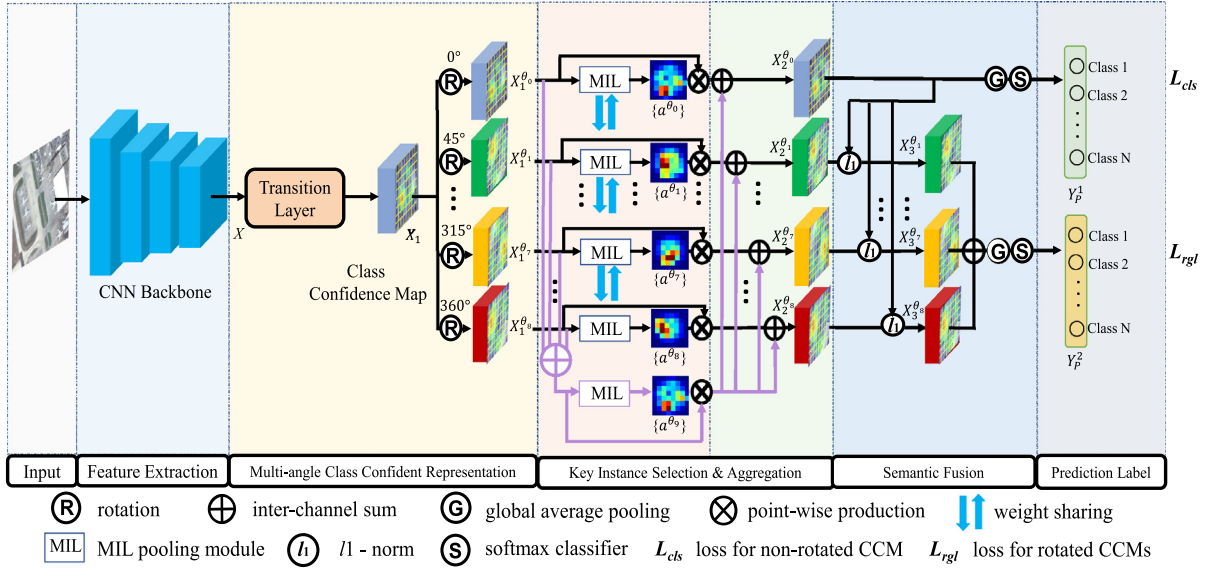 0°
X₁^θ₀
MIL
{a^θ₀}
X₂^θ₀
G
S
Class 1
Class 2
Class N
Y_P^1
L_cls
R
45°
X₁^θ₁
MIL
{a^θ₁}
X₂^θ₁
l₁
X₃^θ₁
R
CNN Backbone
X
Transition
Layer
X₁
Class
Confidence Map
315°
X₁^θ₇
R
MIL
{a^θ₇}
X₂^θ₇
l₁
X₃^θ₇
G
S
Class 1
Class 2
Class N
Y_P^2
L_rgl
360°
R
X₁^θ₈
MIL
{a^θ₈}
X₂^θ₈
l₁
X₃^θ₈
MIL
{a^θ₉}
Input
Feature Extraction
Multi-angle Class Confident Representation
Key Instance Selection & Aggregation
Semantic Fusion
Prediction Label
R rotation
inter-channel sum
G global average pooling
point-wise production
weight sharing
MIL MIL pooling module
l₁ l1 - norm
S softmax classifier
L_cls loss for non-rotated CCM
L_rgl loss for rotated CCMs